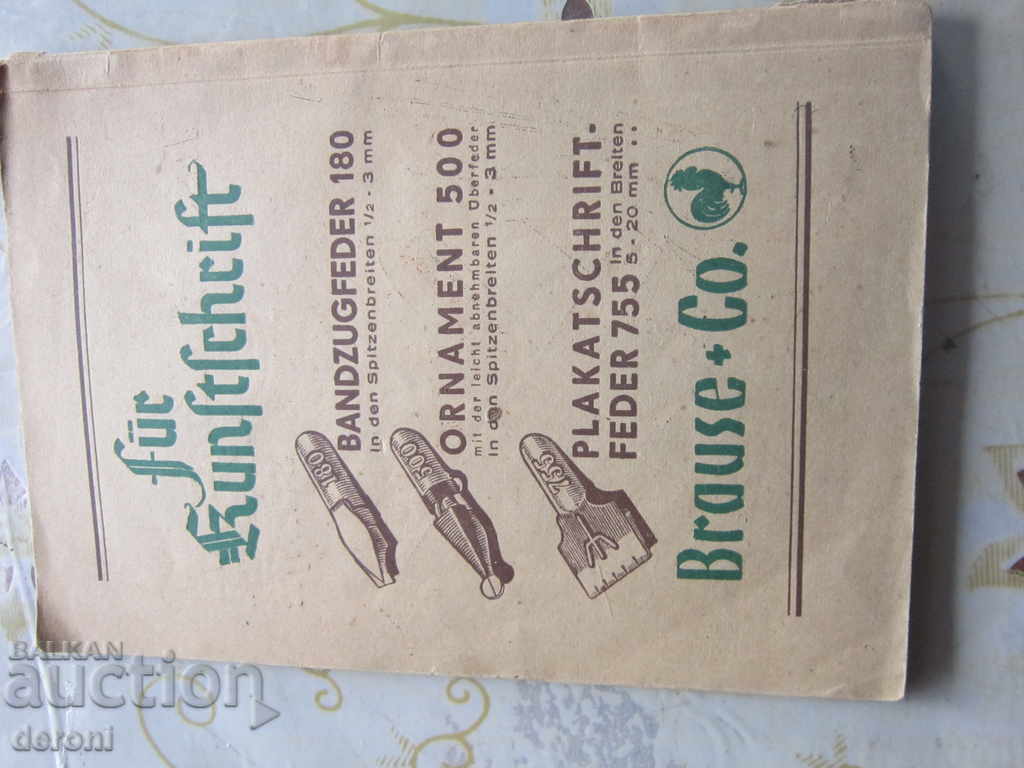 für
Kunstschrift
180
BANDZUGFEDER 180
In den Spitzenbreiten 1/2 - 3 mm
500
ORNAMENT 500
mit der leicht abnehmbaren Überfeder
In den Spitzenbreiten 1/2 - 3 mm
755
PLAKATSCHRIFT-
FEDER 755 in den Breiten
5 - 20 mm ••
Brause + Co.
BALKAN
auction
deroni